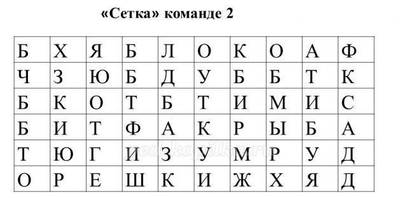 «Сетка» команде 2
Б Х Я Б Л О К О А Ф
Ч З Ю Б Д У Б Б Т К
Б К О Т Б Т И М И С
Б И Т Ф А К Р Ы Б А
Т Ю Г И З У М Р У Д
О Р Е Ш К И Ж Х Я Д